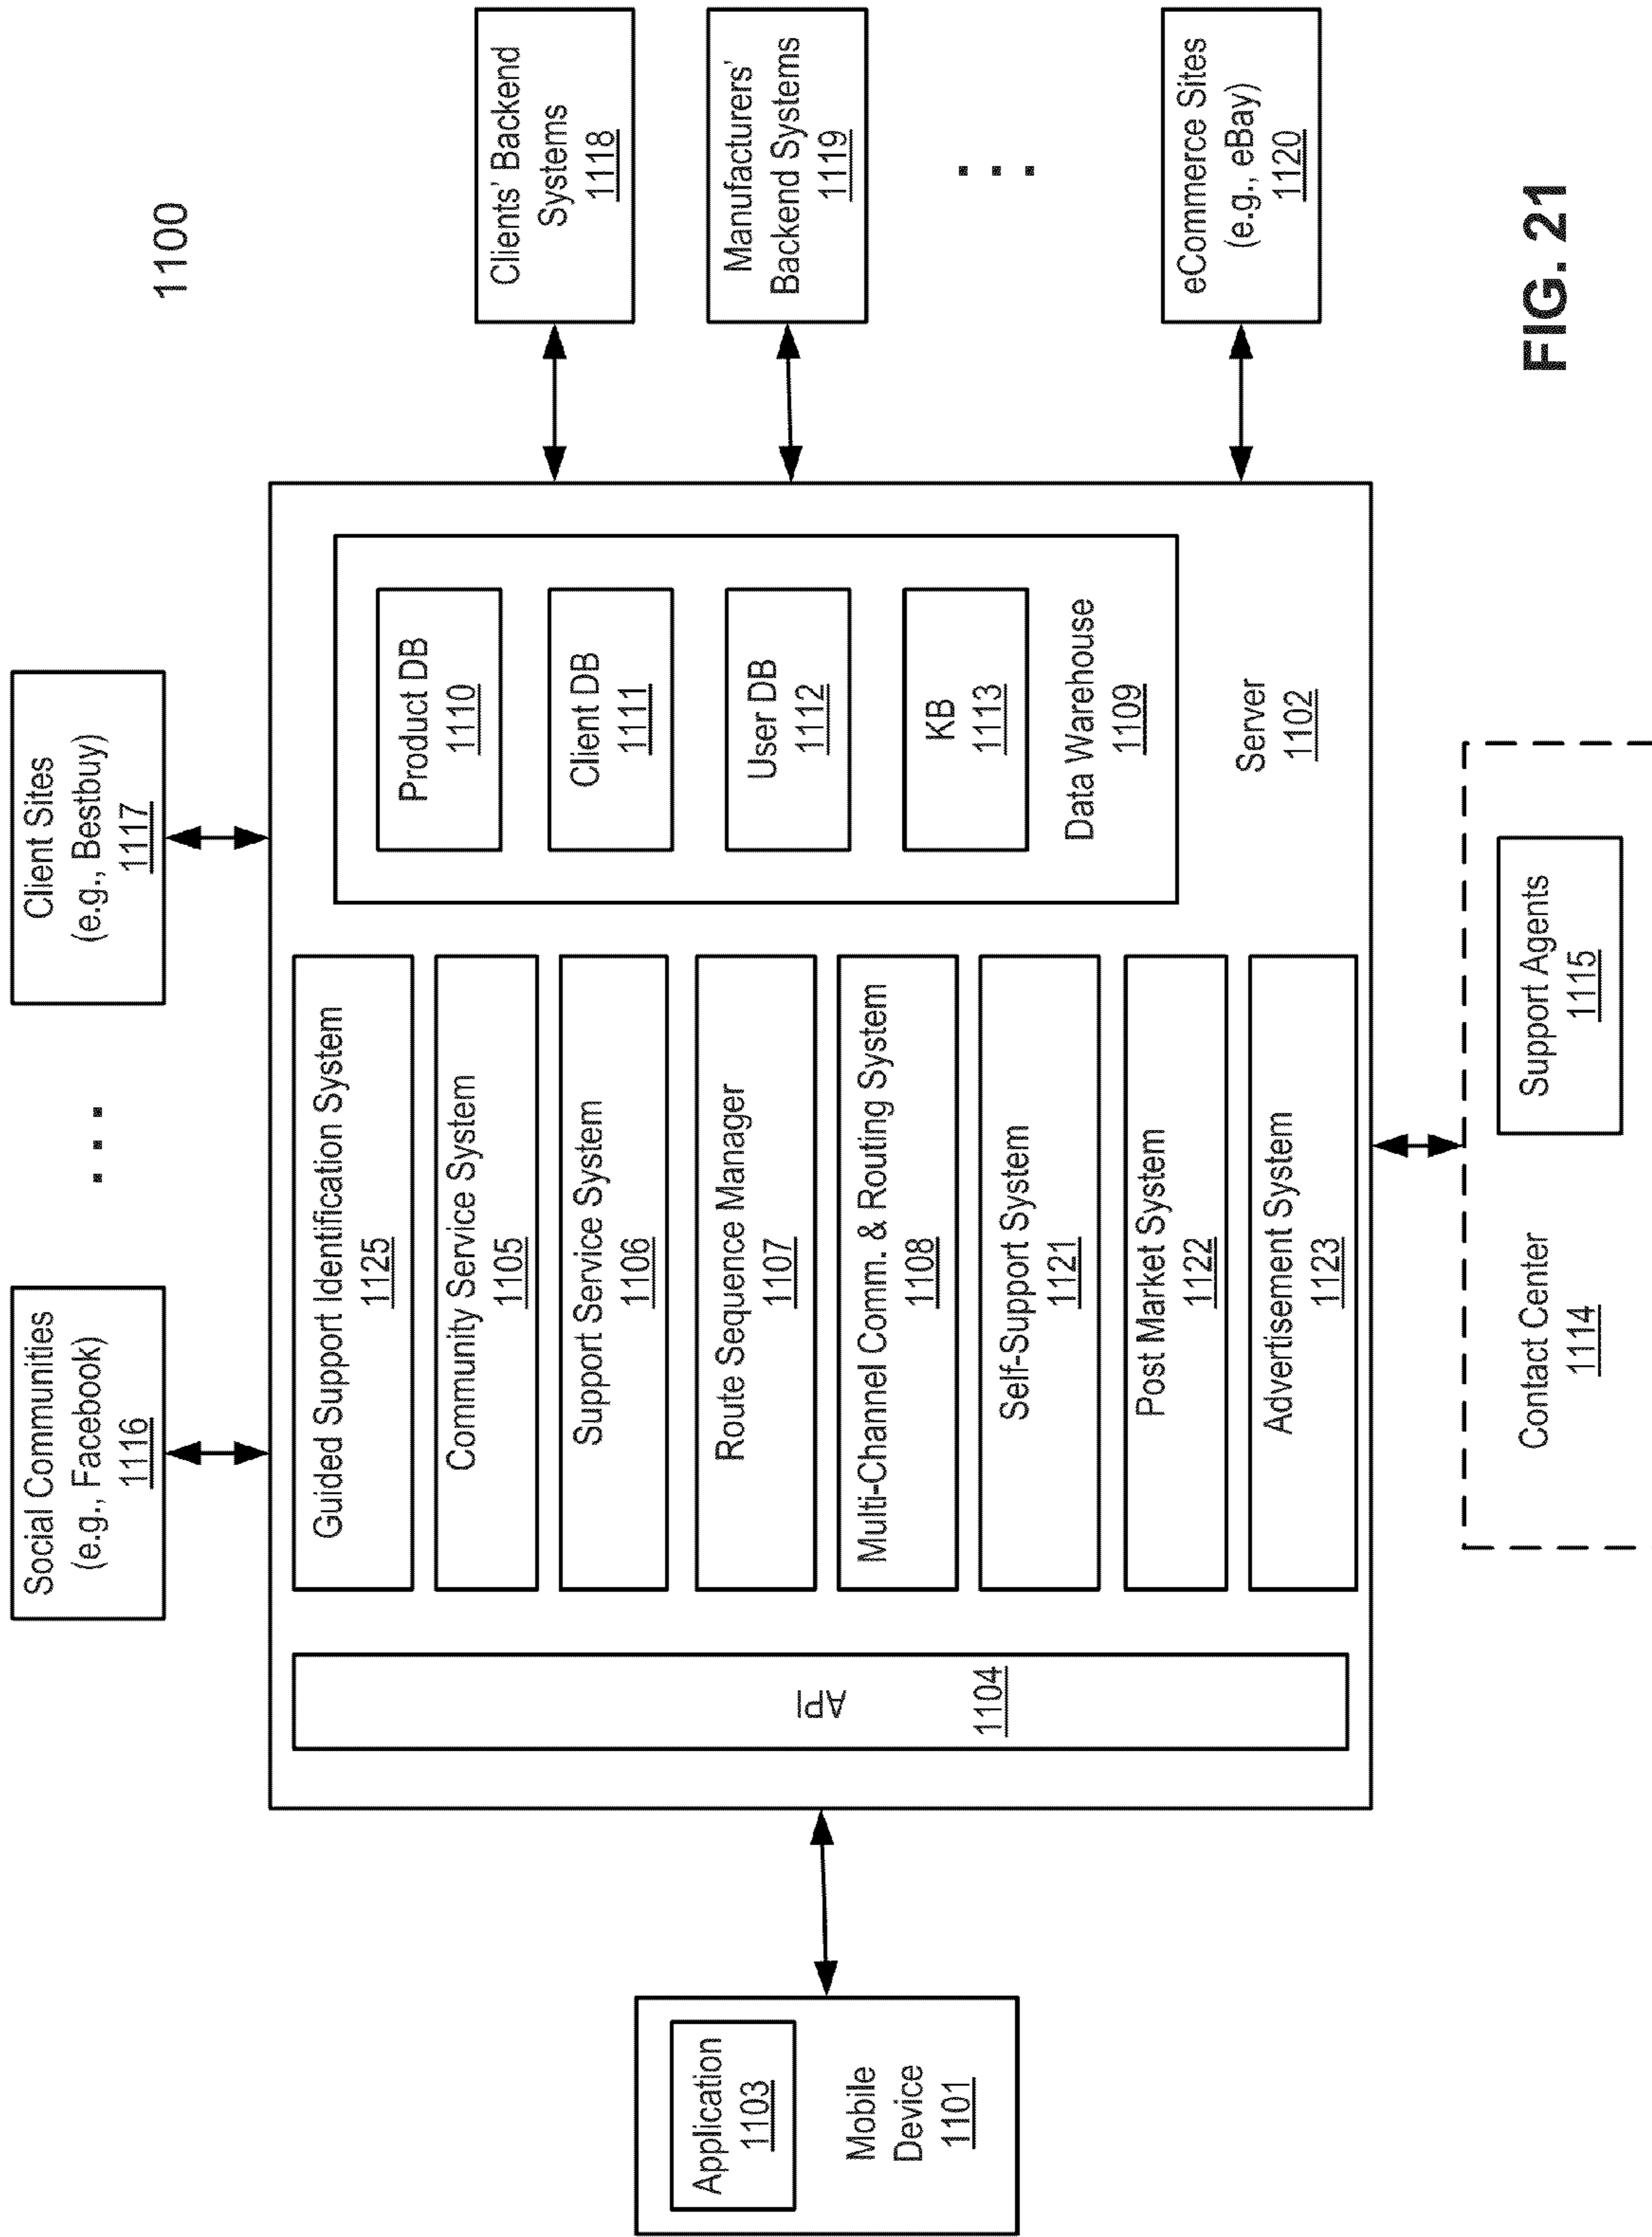 1100
Social Communities
(e.g., Facebook)
1116
. . .
Client Sites
(e.g., Bestbuy)
1117
Application
1103
Mobile
Device
1101
API
1104
Guided Support Identification System
1125
Community Service System
1105
Support Service System
1106
Route Sequence Manager
1107
Multi-Channel Comm. & Routing System
1108
Self-Support System
1121
Post Market System
1122
Advertisement System
1123
Product DB
1110
Client DB
1111
User DB
1112
KB
1113
Data Warehouse
1109
Server
1102
Clients' Backend
Systems
1118
Manufacturers'
Backend Systems
1119
. . .
eCommerce Sites
(e.g., eBay)
1120
Contact Center
1114
Support Agents
1115
FIG. 21